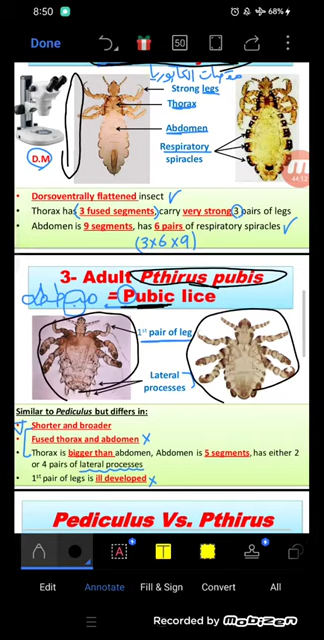 8:50
68%
Done
50
Strong legs
Thorax
Abdomen
Respiratory spiracles
D.M
44:12
• Dorsoventrally flattened insect
• Thorax has (3 fused segments) carry very strong 3 pairs of legs
• Abdomen is 9 segments, has 6 pairs of respiratory spiracles
(3x6x9)
3- Adult Pthirus pubis
= Pubic lice
1st pair of leg
Lateral processes
Similar to Pediculus but differs in:
• Shorter and broader
• Fused thorax and abdomen
• Thorax is bigger than abdomen, Abdomen is 5 segments, has either 2
or 4 pairs of lateral processes
• 1st pair of legs is ill developed
Pediculus Vs. Pthirus
A
T
Edit
Annotate
Fill & Sign
Convert
All
Recorded by Mobizen